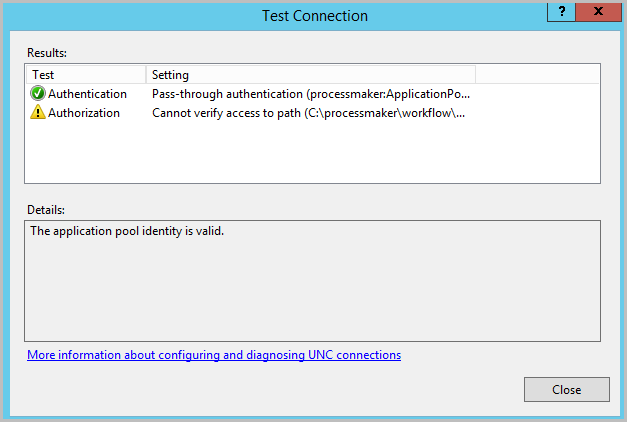 Test Connection
?
x
Results:
Test Setting
Authentication Pass-through authentication (processmaker:ApplicationPo...
Authorization Cannot verify access to path (C:\processmaker\workflow\...
Details:
The application pool identity is valid.
More information about configuring and diagnosing UNC connections
Close